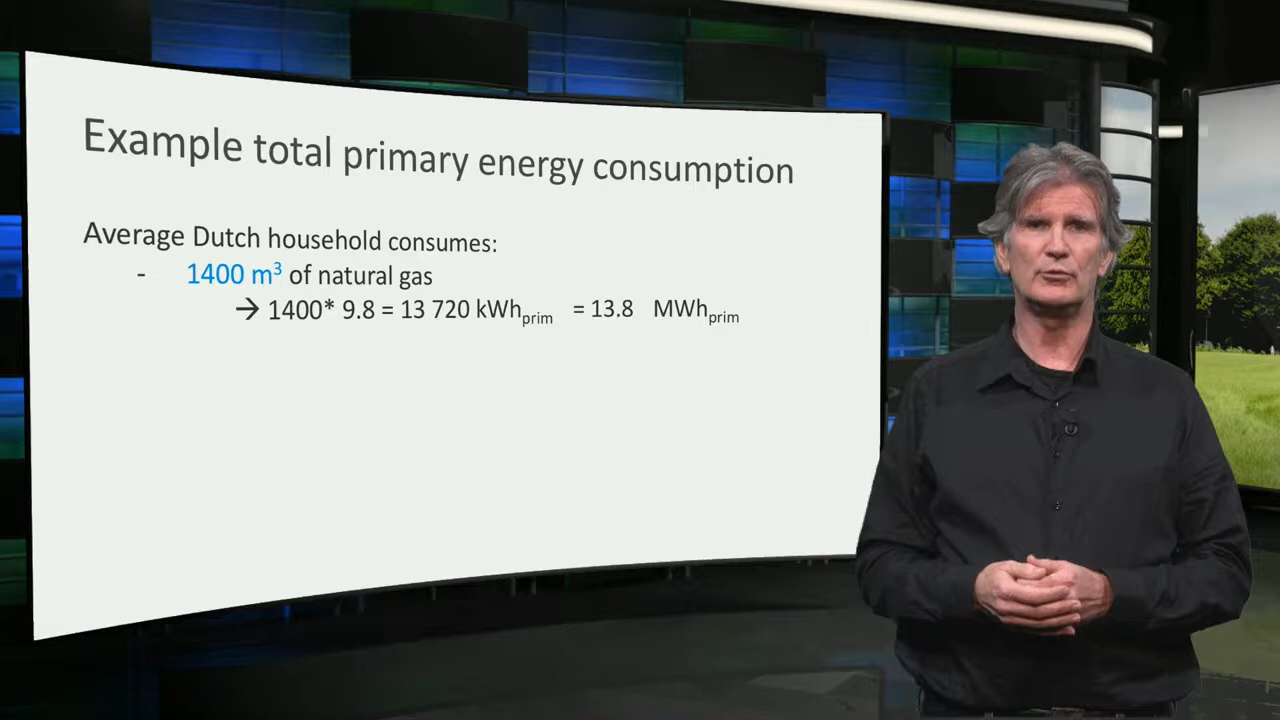 Example total primary energy consumption
Average Dutch household consumes:
- 1400 m³ of natural gas
→ 1400* 9.8 = 13 720 kWhprim = 13.8 MWhprim